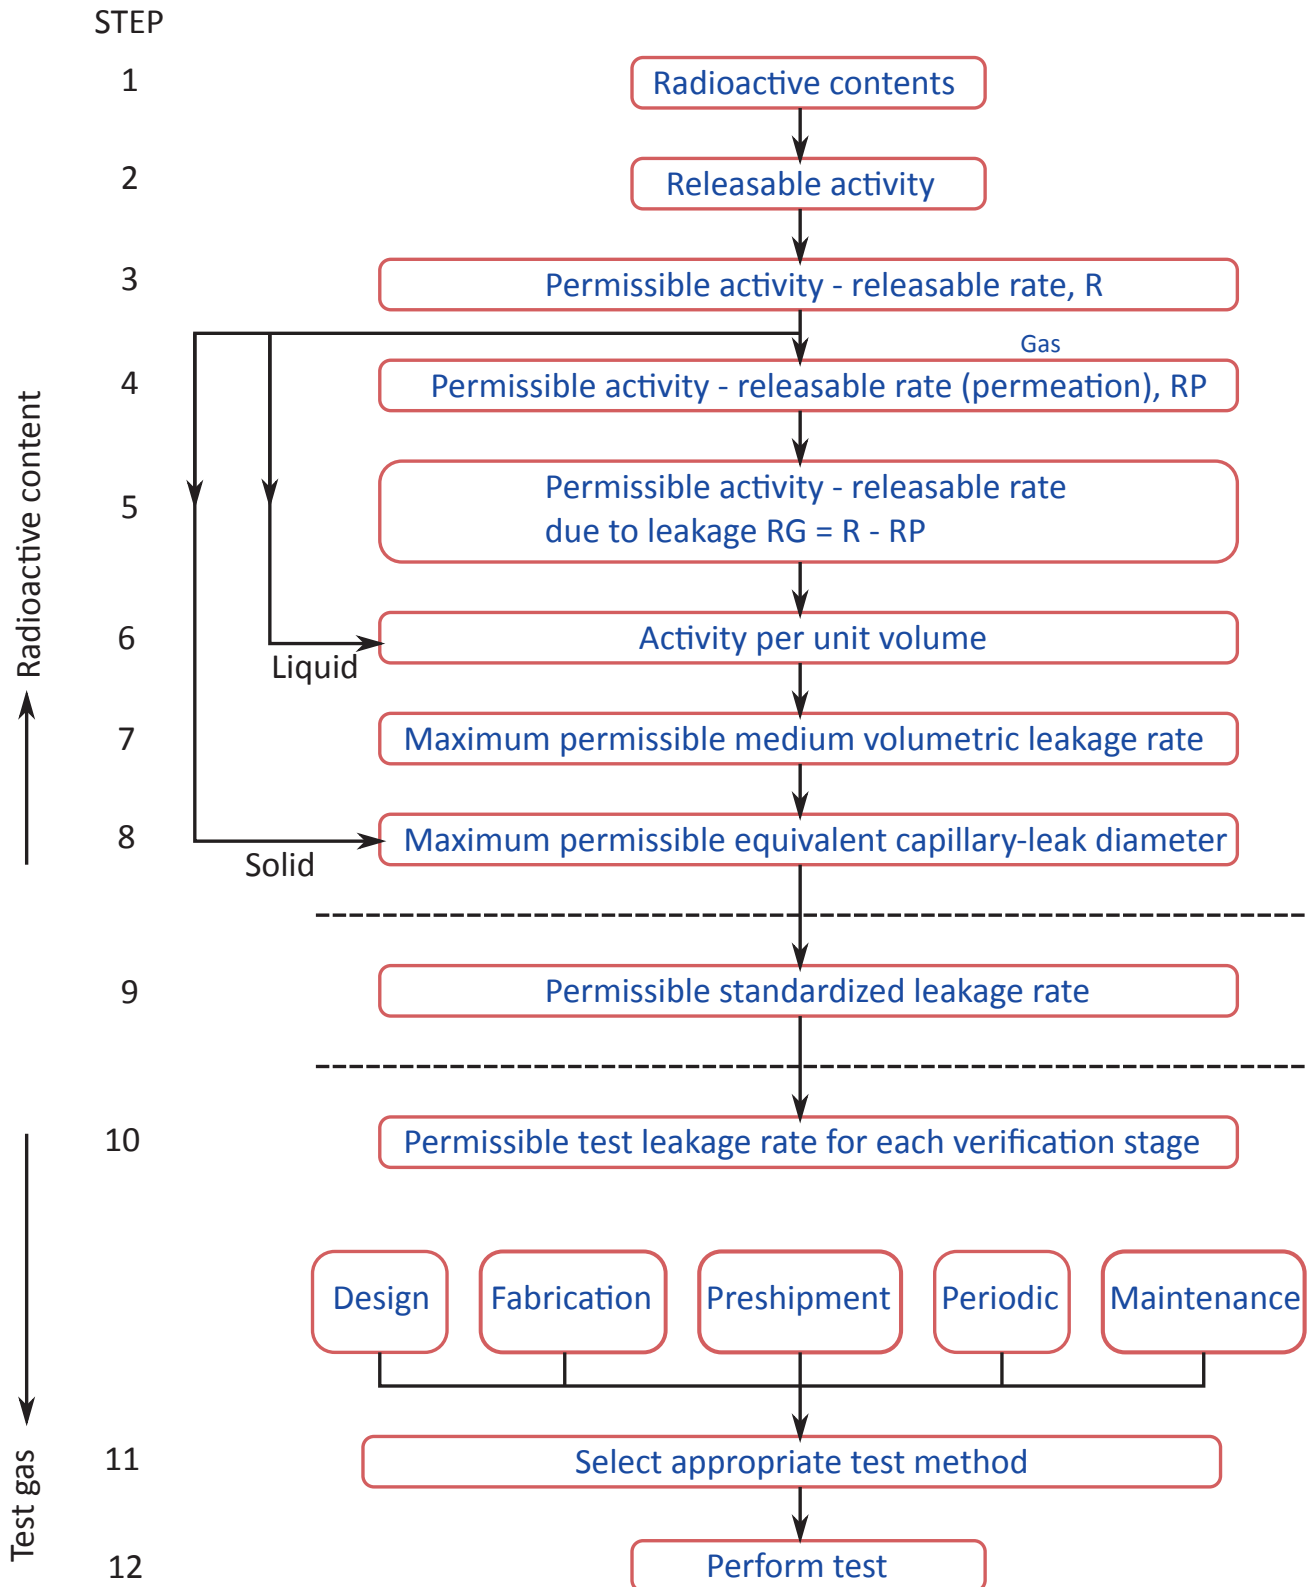 STEP
1
Radioactive contents
2
Releasable activity
3
Permissible activity - releasable rate, R
Gas
4
Permissible activity - releasable rate (permeation), RP
5
Permissible activity - releasable rate
due to leakage RG = R - RP
6
Activity per unit volume
Liquid
7
Maximum permissible medium volumetric leakage rate
8
Maximum permissible equivalent capillary-leak diameter
Solid
Radioactive content
9
Permissible standardized leakage rate
10
Permissible test leakage rate for each verification stage
Design
Fabrication
Preshipment
Periodic
Maintenance
11
Select appropriate test method
Test gas
12
Perform test